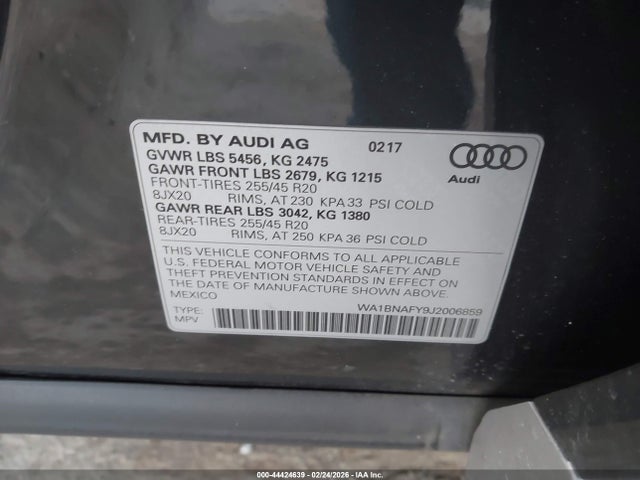 MFD. BY AUDI AG 0217
GVWR LBS 5456, KG 2475
GAWR FRONT LBS 2679, KG 1215
FRONT-TIRES 255/45 R20
8JX20 RIMS, AT 230 KPA 33 PSI COLD
GAWR REAR LBS 3042, KG 1380
REAR-TIRES 255/45 R20
8JX20 RIMS, AT 250 KPA 36 PSI COLD
THIS VEHICLE CONFORMS TO ALL APPLICABLE
U.S. FEDERAL MOTOR VEHICLE SAFETY AND
THEFT PREVENTION STANDARDS IN EFFECT ON
THE DATE OF MANUFACTURE SHOWN ABOVE.
MEXICO
WA1BNAFY9J2006859
TYPE:
MPV
Audi
000-44424639 - 02/24/2026 - IAA Inc.